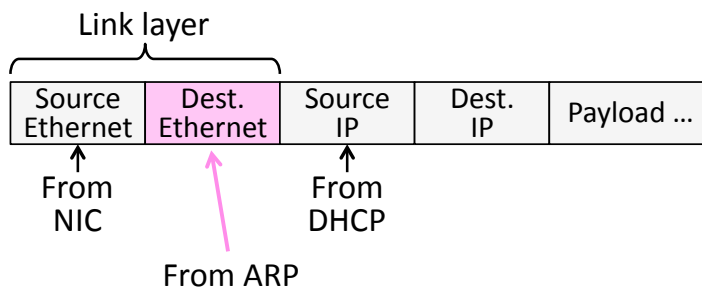 Link layer
Source Ethernet
Dest. Ethernet
Source IP
Dest. IP
Payload ...
From NIC
From DHCP
From ARP